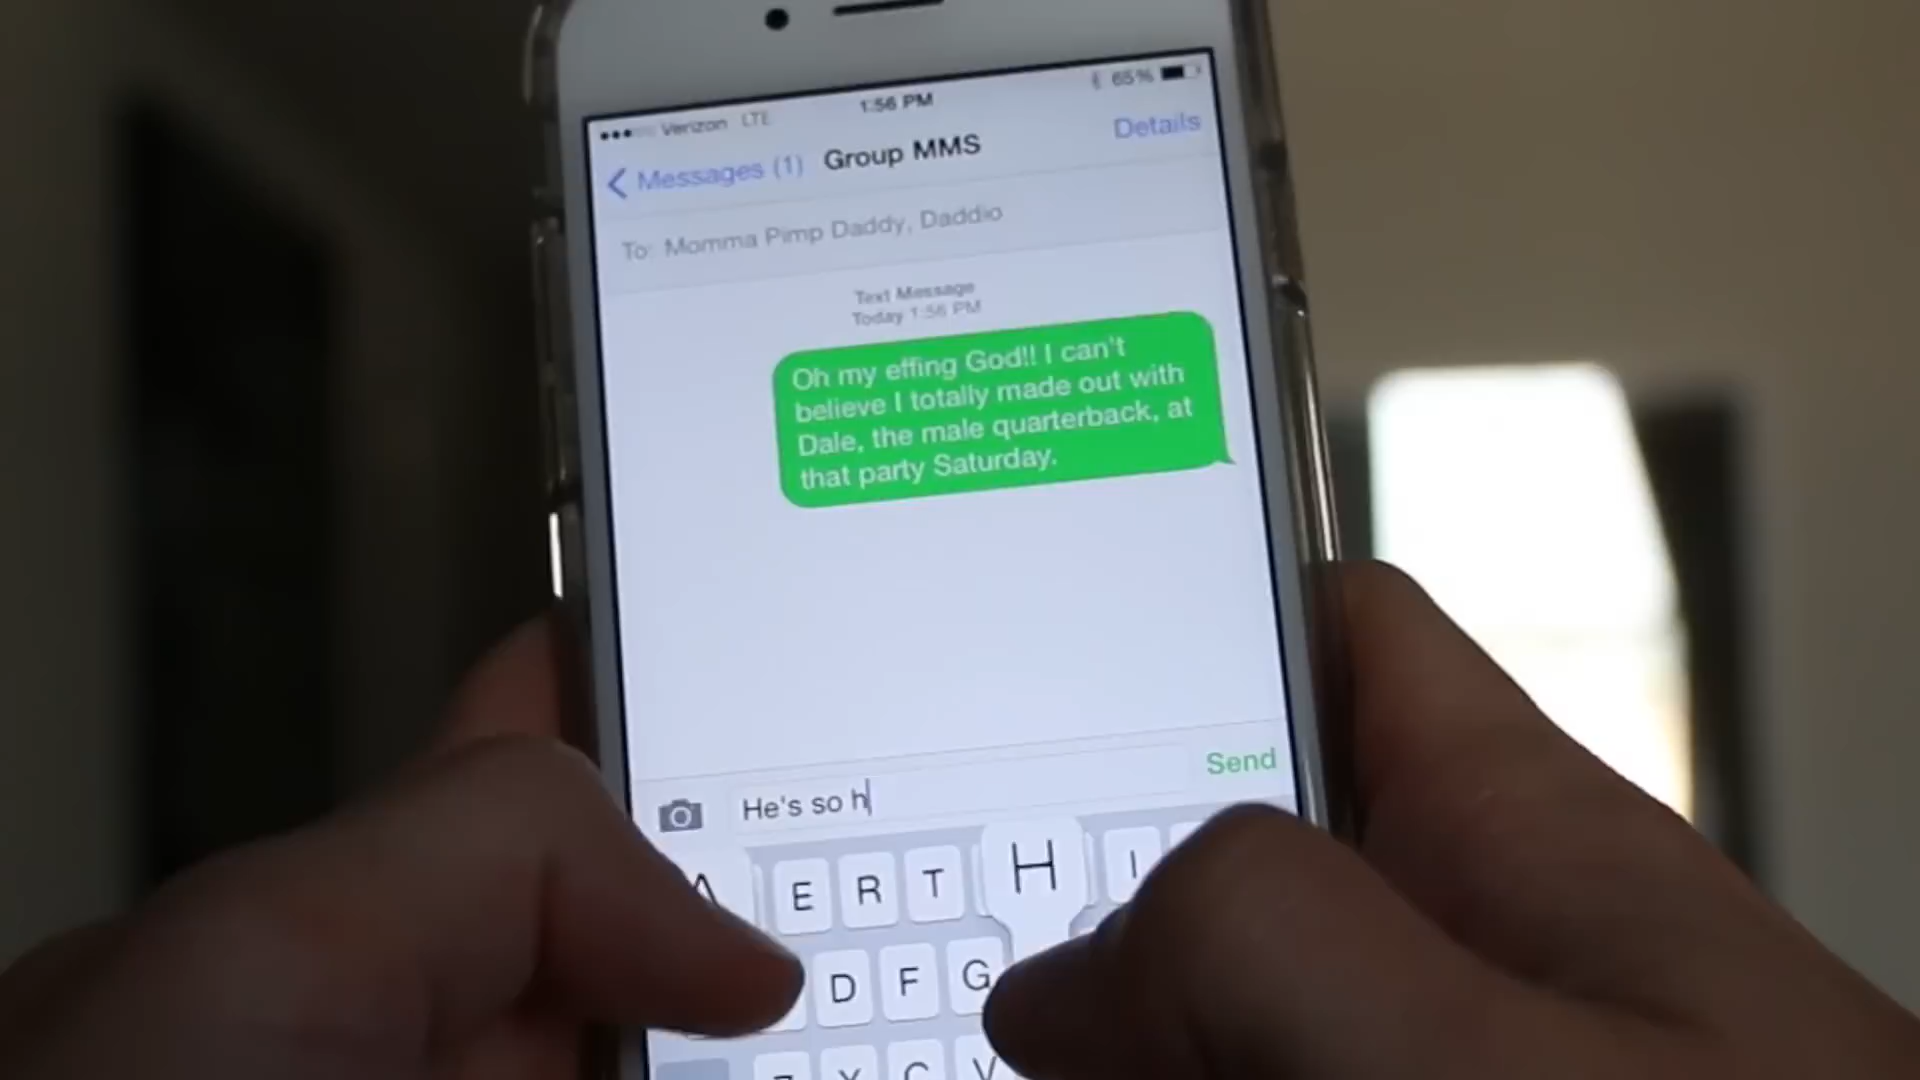 Verizon LTE 1:56 PM 65%
Messages (1) Group MMS Details
To: Momma Pimp Daddy, Daddio
Text Message
Today 1:56 PM
Oh my effing God!! I can't
believe I totally made out with
Dale, the male quarterback, at
that party Saturday.
He's so h Send
A E R T H I
D F G
Z X C V